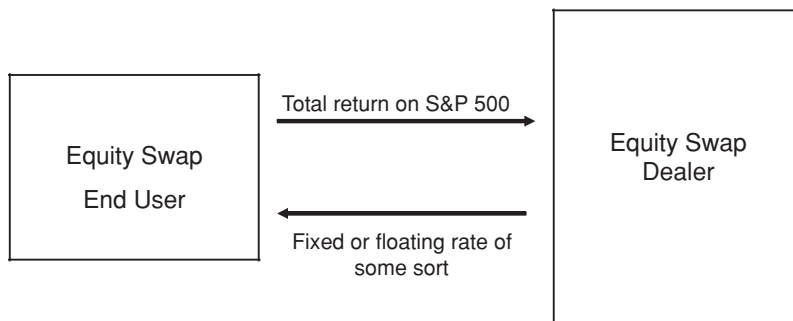 Total return on S&P 500
Equity Swap
End User
Equity Swap
Dealer
Fixed or floating rate of
some sort